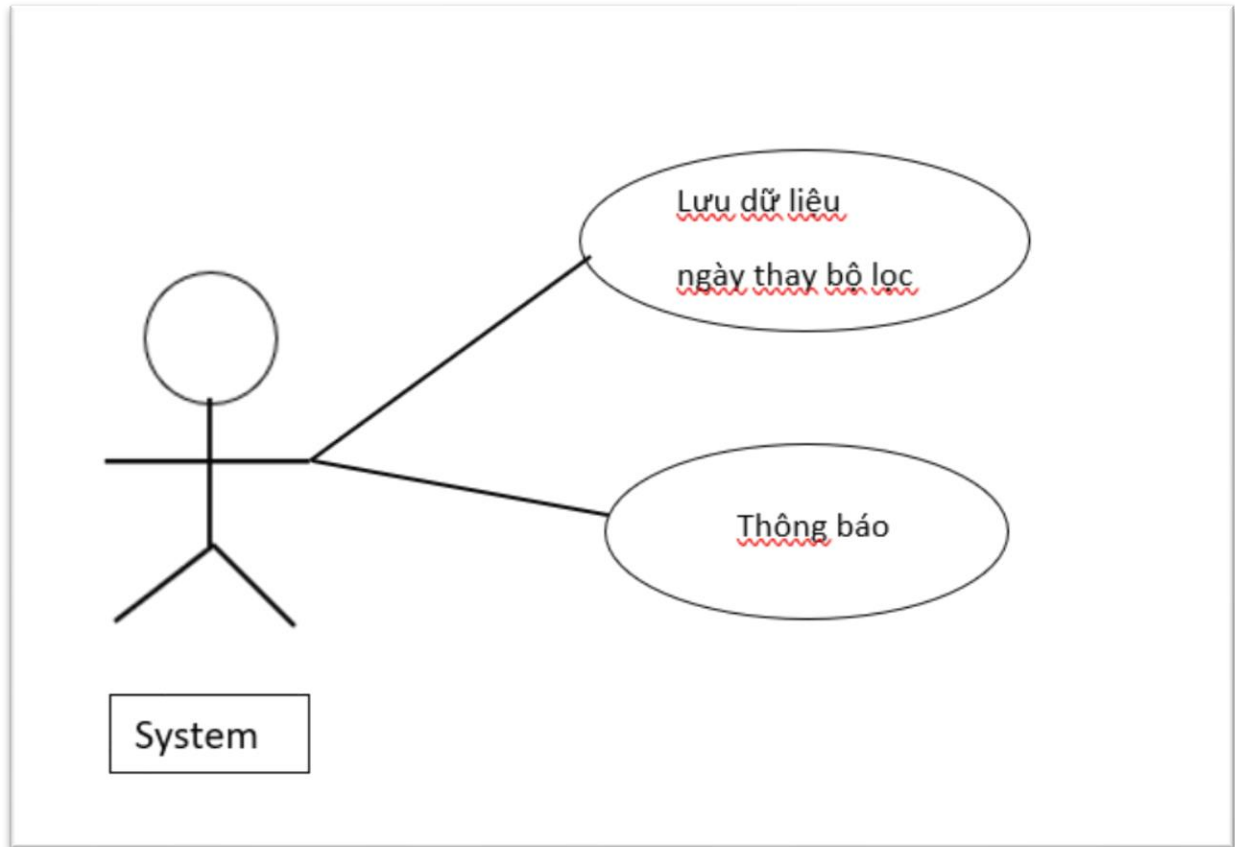 Lưu dữ liệu
ngày thay bộ lọc
Thông báo
System